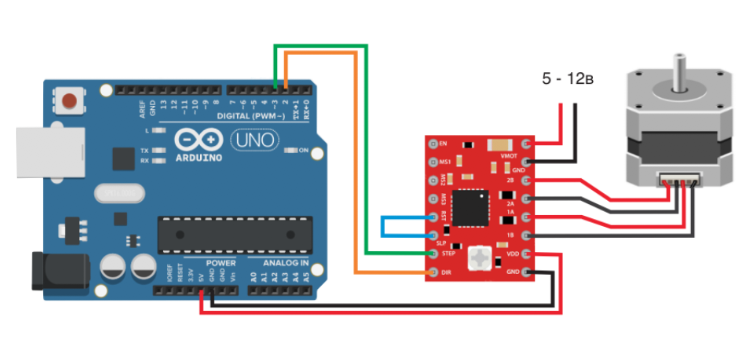 5 - 12в
AREF
GND
13
12
~11
~10
~9
8
7
~6
~5
4
~3
2
TX→1
RX←0
DIGITAL (PWM~)
L
TX
RX
ARDUINO
UNO
ON
POWER
ANALOG IN
IOREF
RESET
3.3V
5V
GND
GND
Vin
A0
A1
A2
A3
A4
A5
EN
MS1
MS2
MS3
RST
SLP
STEP
DIR
VMOT
GND
2B
2A
1A
1B
VDD
GND